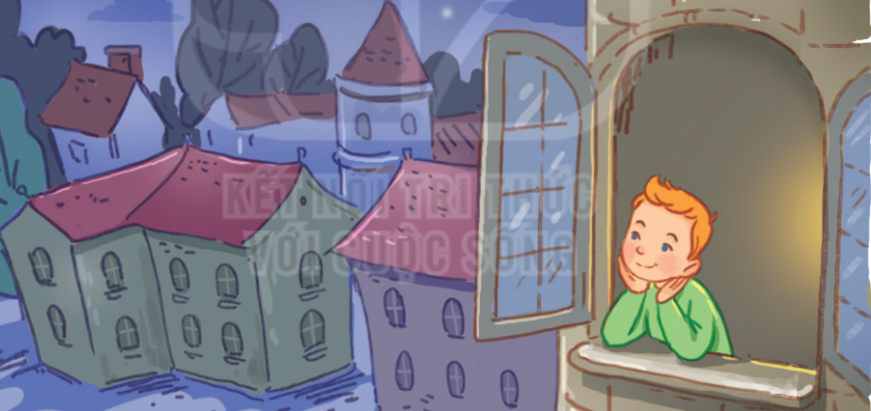 KẾT NỐI TRI THỨC
VỚI CUỘC SỐNG